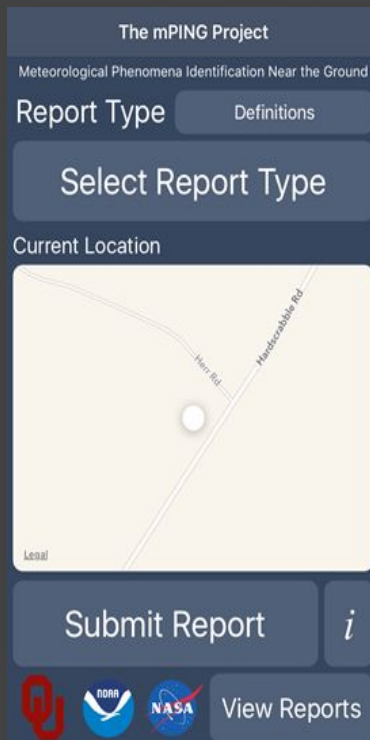 The mPING Project
Meteorological Phenomena Identification Near the Ground
Report Type
Definitions
Select Report Type
Current Location
Hardscrabble Rd
Herr Rd
Legal
Submit Report
i
OU
NOAA
NASA
View Reports